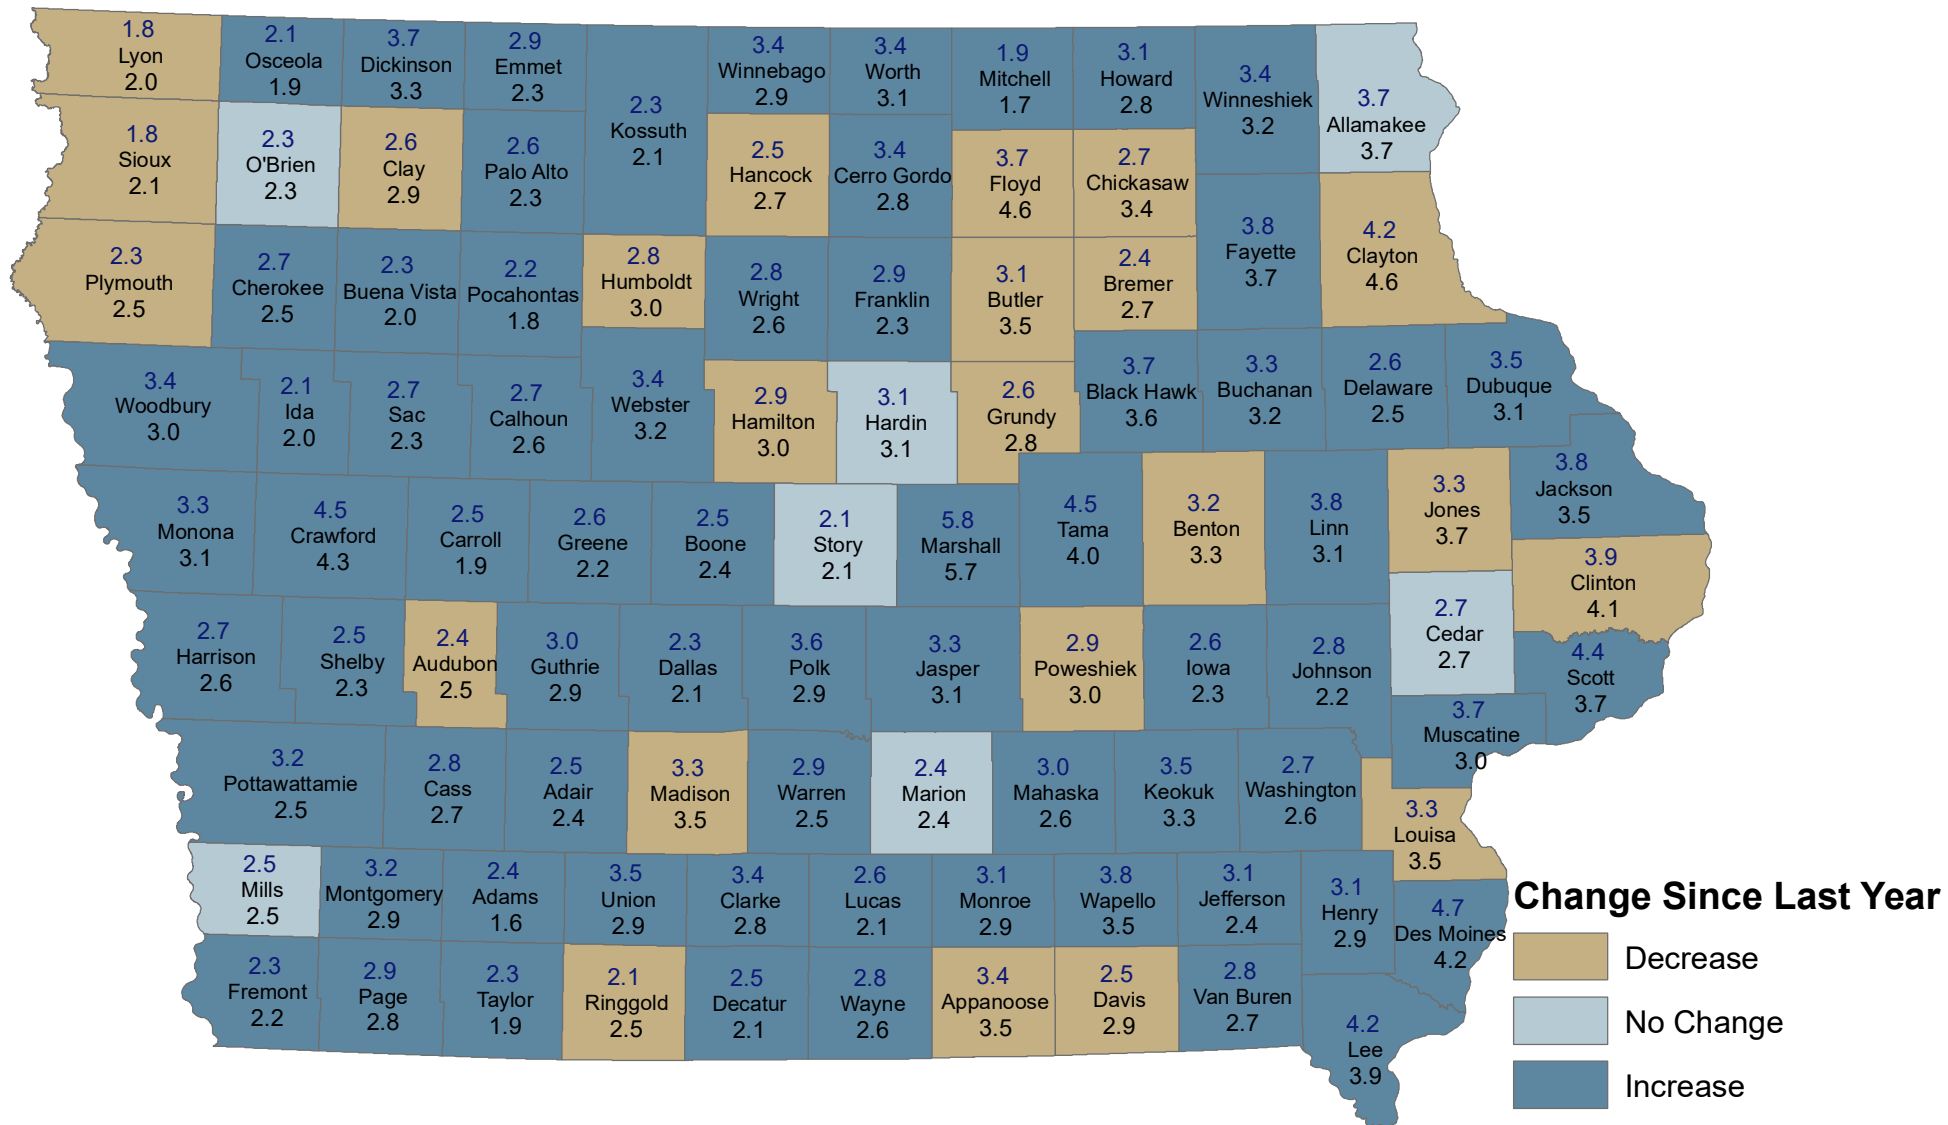 1.8
Lyon
2.0
2.1
Osceola
1.9
3.7
Dickinson
3.3
2.9
Emmet
2.3
2.3
Kossuth
2.1
3.4
Winnebago
2.9
3.4
Worth
3.1
1.9
Mitchell
1.7
3.1
Howard
2.8
3.4
Winneshiek
3.2
3.7
Allamakee
3.7
1.8
Sioux
2.1
2.3
O'Brien
2.3
2.6
Clay
2.9
2.6
Palo Alto
2.3
2.5
Hancock
2.7
3.4
Cerro Gordo
2.8
3.7
Floyd
4.6
2.7
Chickasaw
3.4
3.8
Fayette
3.7
4.2
Clayton
4.6
2.3
Plymouth
2.5
2.7
Cherokee
2.5
2.3
Buena Vista
2.0
2.2
Pocahontas
1.8
2.8
Humboldt
3.0
2.8
Wright
2.6
2.9
Franklin
2.3
3.1
Butler
3.5
2.4
Bremer
2.7
3.4
Woodbury
3.0
2.1
Ida
2.0
2.7
Sac
2.3
2.7
Calhoun
2.6
3.4
Webster
3.2
2.9
Hamilton
3.0
3.1
Hardin
3.1
2.6
Grundy
2.8
3.7
Black Hawk
3.6
3.3
Buchanan
3.2
2.6
Delaware
2.5
3.5
Dubuque
3.1
3.3
Monona
3.1
4.5
Crawford
4.3
2.5
Carroll
1.9
2.6
Greene
2.2
2.5
Boone
2.4
2.1
Story
2.1
5.8
Marshall
5.7
4.5
Tama
4.0
3.2
Benton
3.3
3.8
Linn
3.1
3.3
Jones
3.7
3.8
Jackson
3.5
3.9
Clinton
4.1
2.7
Harrison
2.6
2.5
Shelby
2.3
2.4
Audubon
2.5
3.0
Guthrie
2.9
2.3
Dallas
2.1
3.6
Polk
2.9
3.3
Jasper
3.1
2.9
Poweshiek
3.0
2.6
Iowa
2.3
2.8
Johnson
2.2
2.7
Cedar
2.7
4.4
Scott
3.7
3.7
Muscatine
3.0
3.2
Pottawattamie
2.5
2.8
Cass
2.7
2.5
Adair
2.4
3.3
Madison
3.5
2.9
Warren
2.5
2.4
Marion
2.4
3.0
Mahaska
2.6
3.5
Keokuk
3.3
2.7
Washington
2.6
3.3
Louisa
3.5
2.5
Mills
2.5
3.2
Montgomery
2.9
2.4
Adams
1.6
3.5
Union
2.9
3.4
Clarke
2.8
2.6
Lucas
2.1
3.1
Monroe
2.9
3.8
Wapello
3.5
3.1
Jefferson
2.4
3.1
Henry
2.9
4.7
Des Moines
4.2
2.3
Fremont
2.2
2.9
Page
2.8
2.3
Taylor
1.9
2.1
Ringgold
2.5
2.5
Decatur
2.1
2.8
Wayne
2.6
3.4
Appanoose
3.5
2.5
Davis
2.9
2.8
Van Buren
2.7
4.2
Lee
3.9
Change Since Last Year
Decrease
No Change
Increase